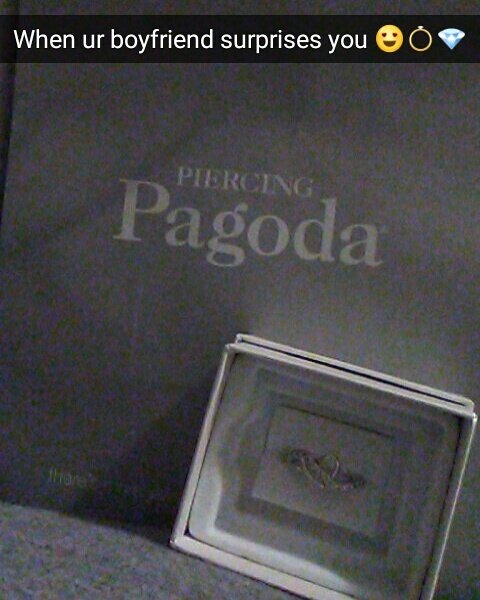 When ur boyfriend surprises you 😃💍💎
PIERCING
Pagoda